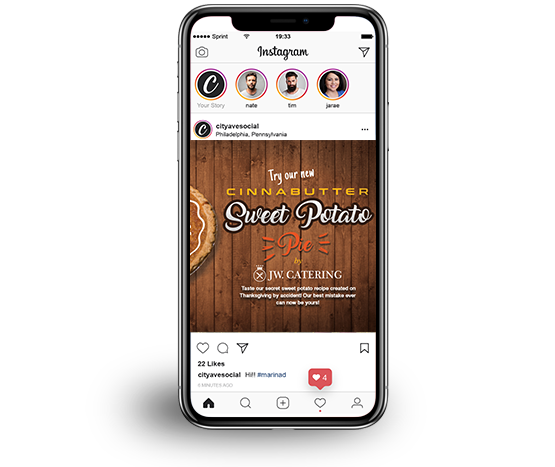 Sprint 19:33
Instagram
Your Story nate tim jarae
cityavesocial
Philadelphia, Pennsylvania
Try our new
CINNABUTTER
Sweet Potato
Pie
by
JW. CATERING
Taste our secret sweet potato recipe created on
Thanksgiving by accident! Our best mistake ever
can now be yours!
22 Likes
cityavesocial Hi!! #marinad
4
9 MINUTES AGO